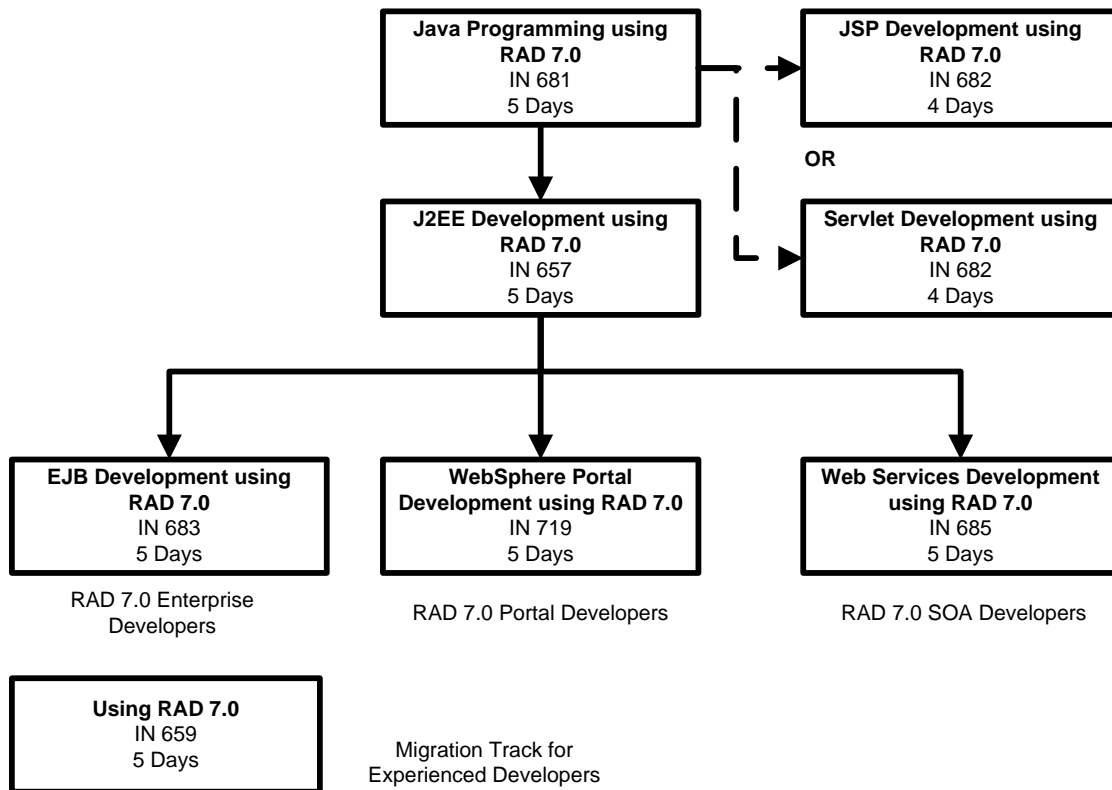 Java Programming using
RAD 7.0
IN 681
5 Days
JSP Development using
RAD 7.0
IN 682
4 Days
OR
J2EE Development using
RAD 7.0
IN 657
5 Days
Servlet Development using
RAD 7.0
IN 682
4 Days
EJB Development using
RAD 7.0
IN 683
5 Days
WebSphere Portal
Development using RAD 7.0
IN 719
5 Days
Web Services Development
using RAD 7.0
IN 685
5 Days
RAD 7.0 Enterprise
Developers
RAD 7.0 Portal Developers
RAD 7.0 SOA Developers
Using RAD 7.0
IN 659
5 Days
Migration Track for
Experienced Developers